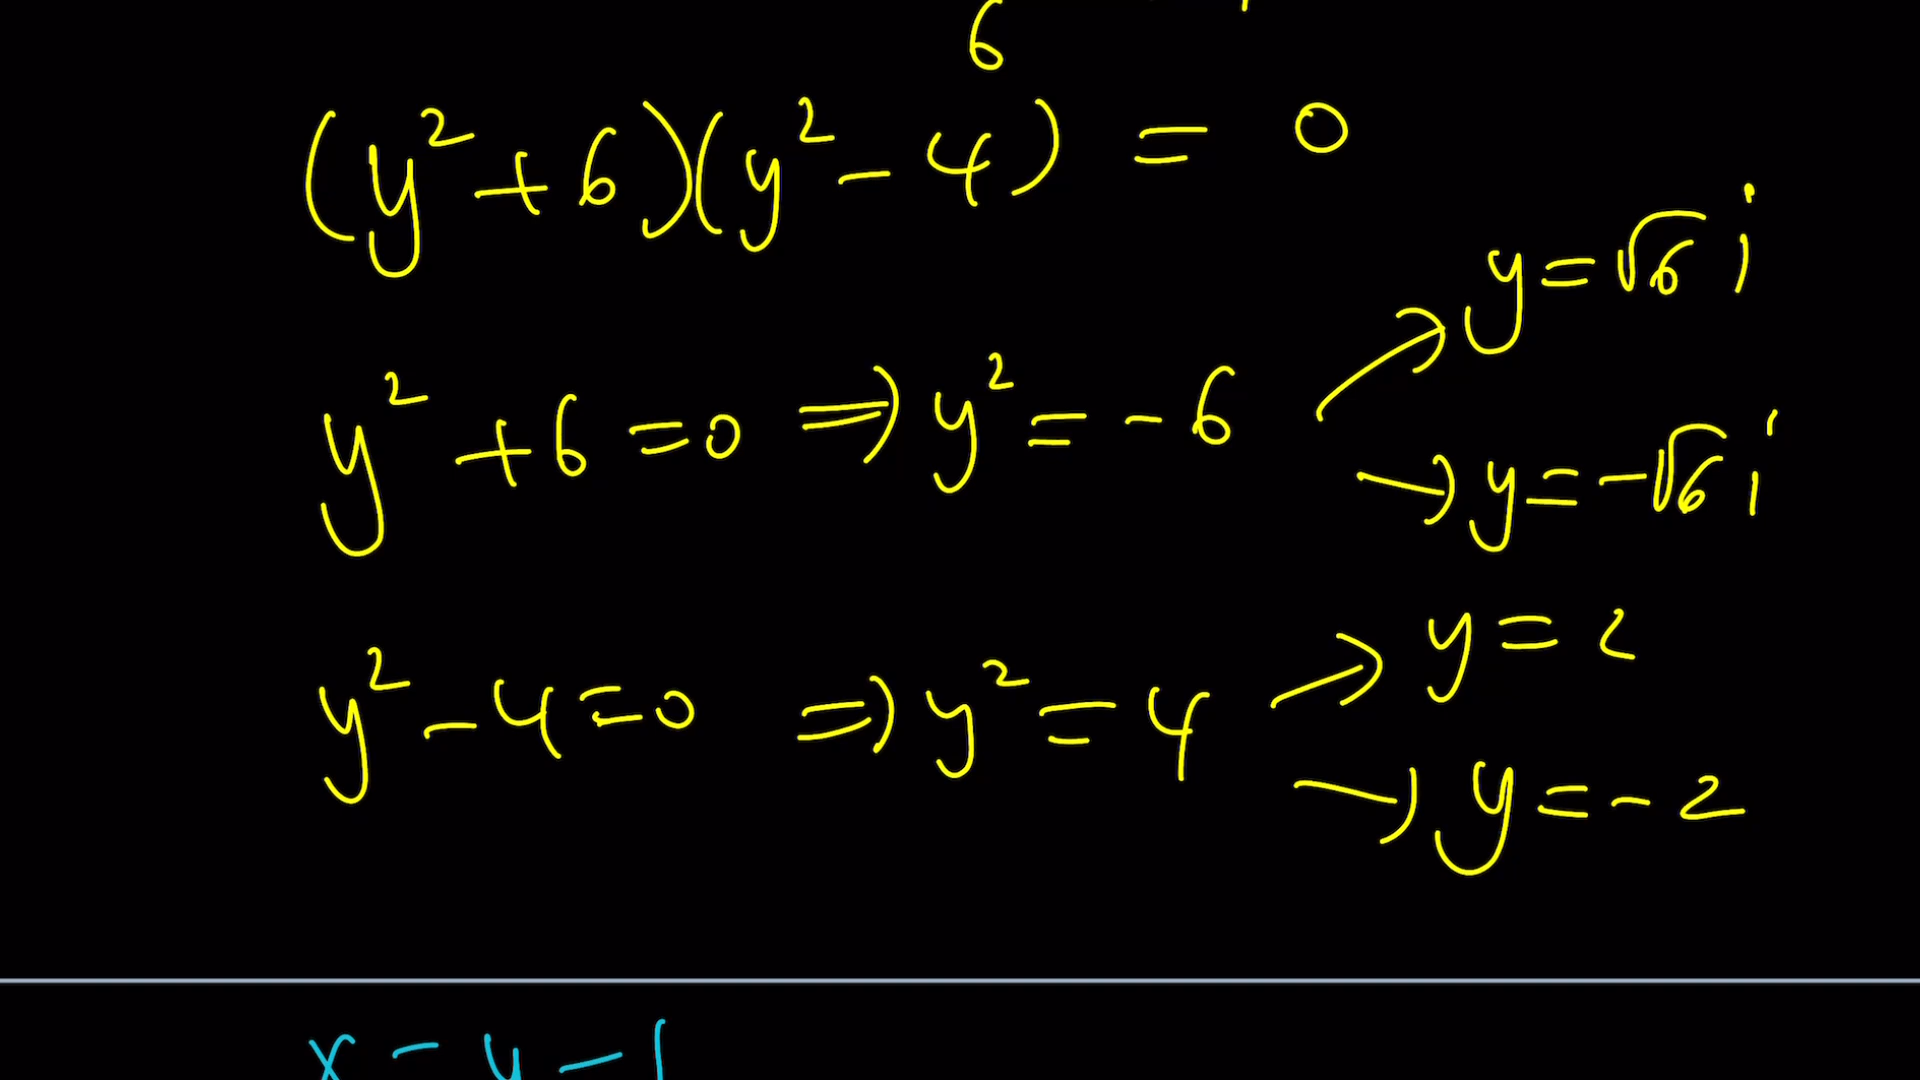 6
(y²+6)(y²-4) = 0
y=√6 i
y²+6=0 ⇒ y²=-6
→ y=-√6 i
→ y=2
y²-4=0 ⇒ y²=4
→ y=-2